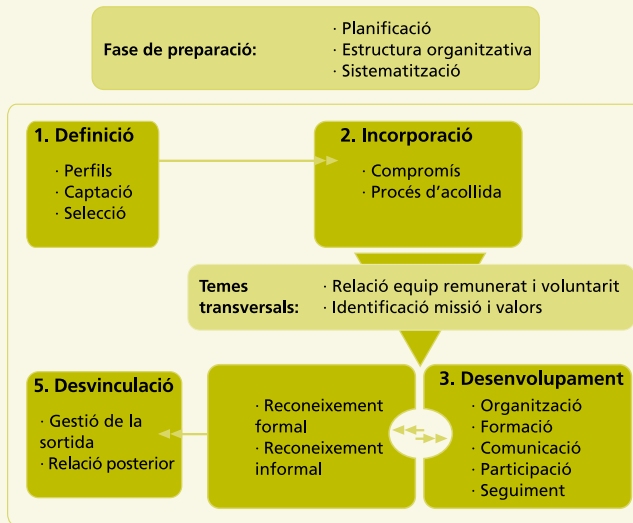 Fase de preparació:
· Planificació
· Estructura organitzativa
· Sistematització
1. Definició
· Perfils
· Captació
· Selecció
2. Incorporació
· Compromís
· Procés d'acollida
Temes
transversals:
· Relació equip remunerat i voluntarit
· Identificació missió i valors
3. Desenvolupament
· Organització
· Formació
· Comunicació
· Participació
· Seguiment
· Reconeixement
formal
· Reconeixement
informal
5. Desvinculació
· Gestió de la
sortida
· Relació posterior